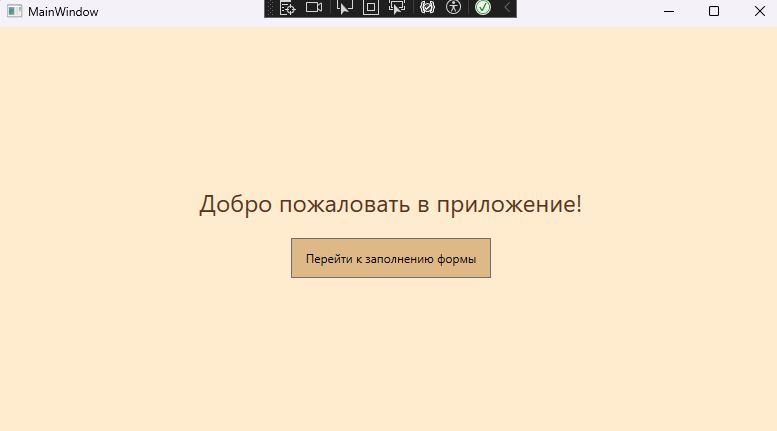 MainWindow
Добро пожаловать в приложение!
Перейти к заполнению формы